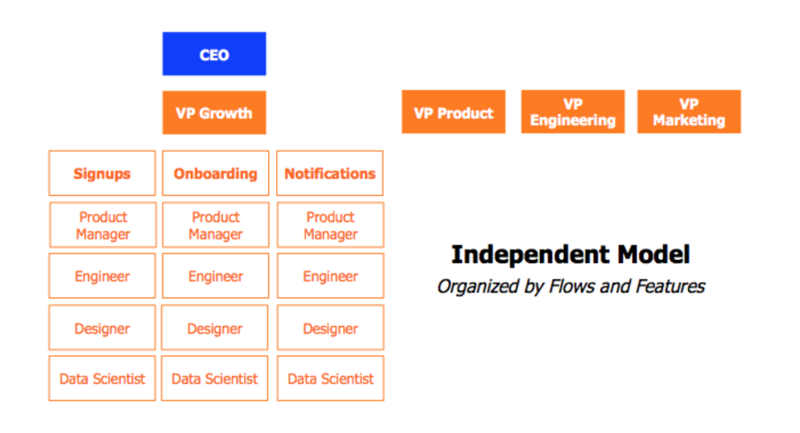 CEO
VP Growth
VP Product
VP
Engineering
VP
Marketing
Signups
Onboarding
Notifications
Product
Manager
Product
Manager
Product
Manager
Engineer
Engineer
Engineer
Designer
Designer
Designer
Data Scientist
Data Scientist
Data Scientist
Independent Model
Organized by Flows and Features